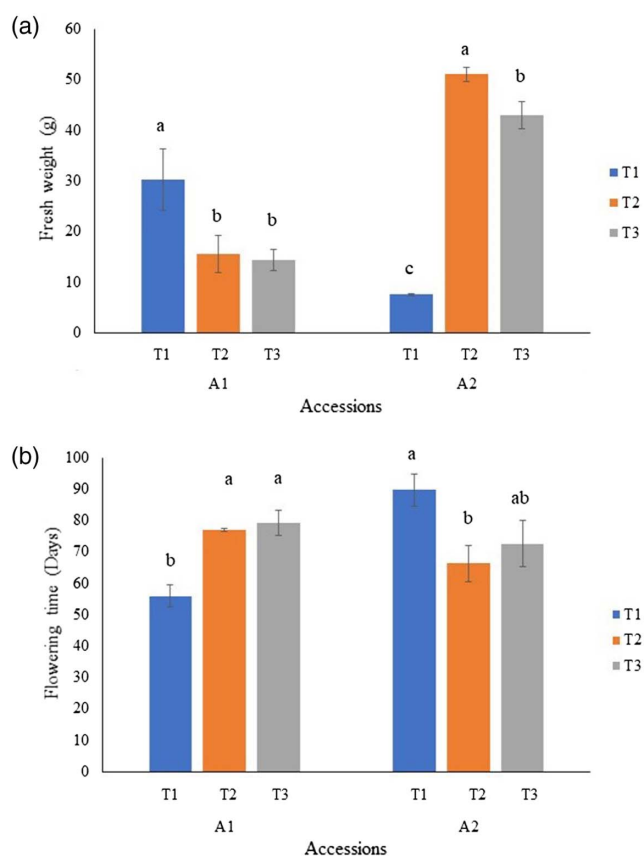 (a)
60
50
40
30
20
10
0
Fresh weight (g)
a
b
b
c
a
b
T1
T2
T3
T1 T2 T3 T1 T2 T3
A1 A2
Accessions
(b)
100
90
80
70
60
50
40
30
20
10
0
Flowering time (Days)
b
a
a
a
b
ab
T1
T2
T3
T1 T2 T3 T1 T2 T3
A1 A2
Accessions